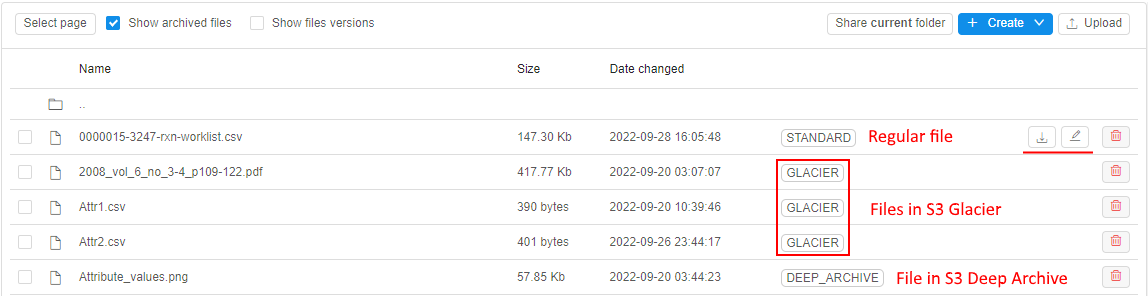 Select page Show archived files Show files versions Share current folder + Create Upload
Name Size Date changed
..
0000015-3247-rxn-worklist.csv 147.30 Kb 2022-09-28 16:05:48 STANDARD Regular file
2008_vol_6_no_3-4_p109-122.pdf 417.77 Kb 2022-09-20 03:07:07 GLACIER
Attr1.csv 390 bytes 2022-09-20 10:39:46 GLACIER Files in S3 Glacier
Attr2.csv 401 bytes 2022-09-26 23:44:17 GLACIER
Attribute_values.png 57.85 Kb 2022-09-20 03:44:23 DEEP_ARCHIVE File in S3 Deep Archive